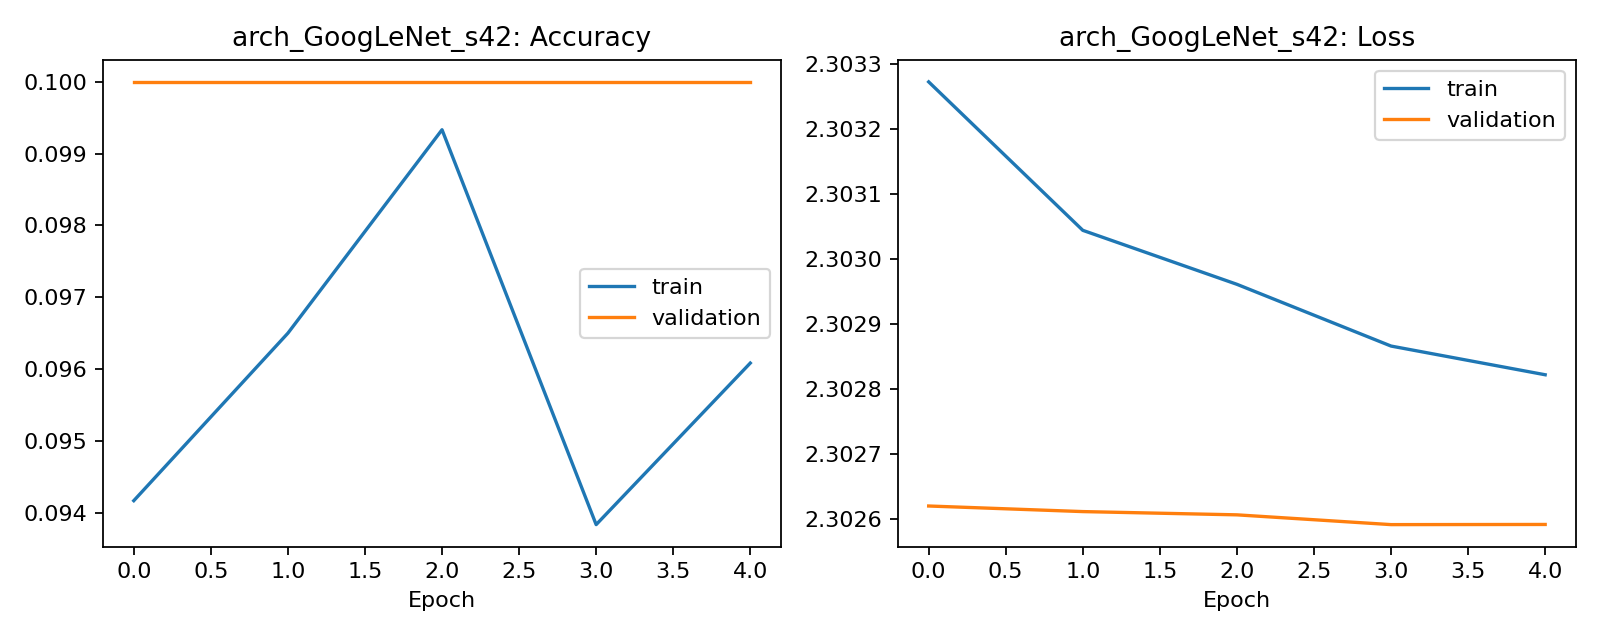 arch_GoogLeNet_s42: Accuracy
0.100
0.099
0.098
0.097
0.096
0.095
0.094
train
validation
0.0 0.5 1.0 1.5 2.0 2.5 3.0 3.5 4.0
Epoch
arch_GoogLeNet_s42: Loss
2.3033
2.3032
2.3031
2.3030
2.3029
2.3028
2.3027
2.3026
train
validation
0.0 0.5 1.0 1.5 2.0 2.5 3.0 3.5 4.0
Epoch